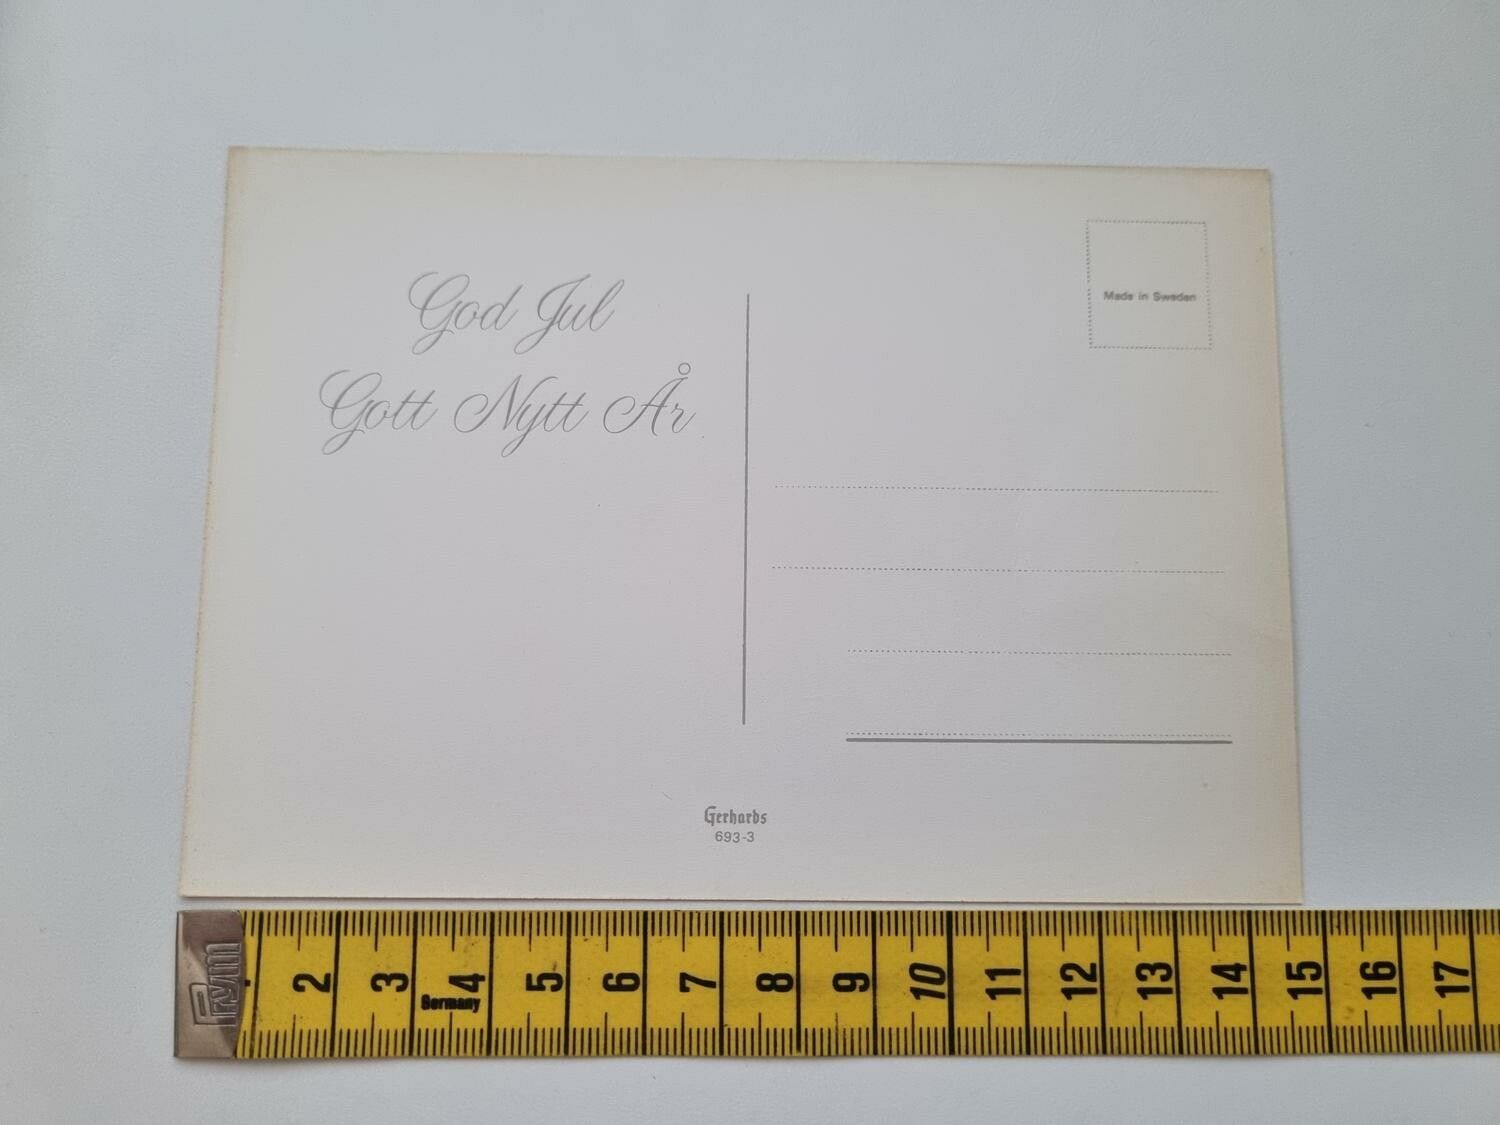 God Jul
Gott Nytt År
Made in Sweden
Gerhards
693-3
Prym
2 3 4 5 6 7 8 9 10 11 12 13 14 15 16 17
Germany